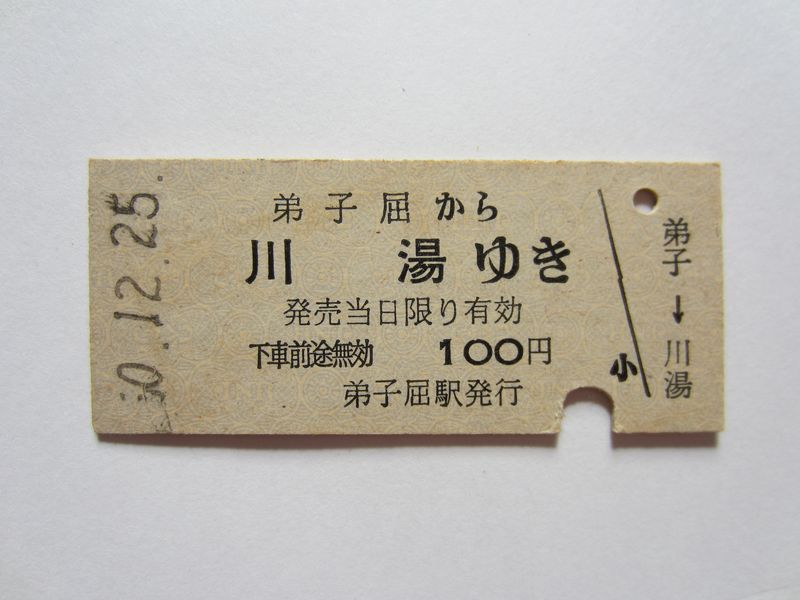 弟子屈から
川 湯ゆき
発売当日限り有効
下車前途無効 100円
弟子屈駅発行
小
弟子→川湯
0.12.25.